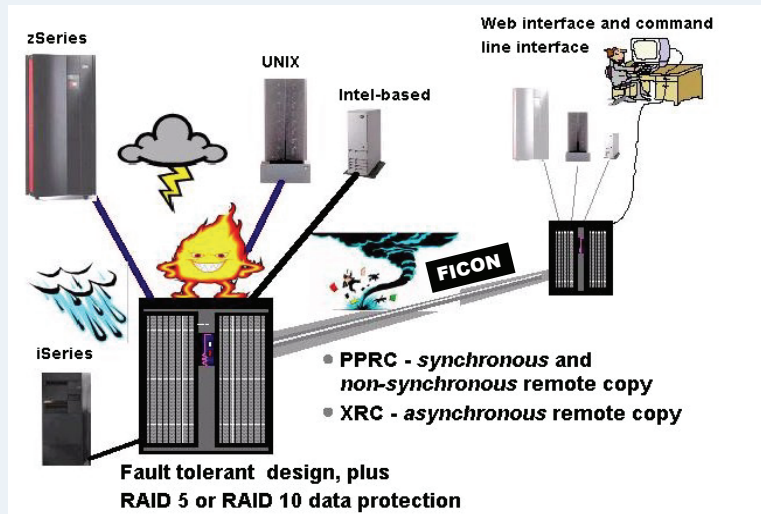 zSeries
UNIX
Intel-based
Web interface and command
line interface
FICON
iSeries
● PPRC - synchronous and
non-synchronous remote copy
● XRC - asynchronous remote copy
Fault tolerant design, plus
RAID 5 or RAID 10 data protection